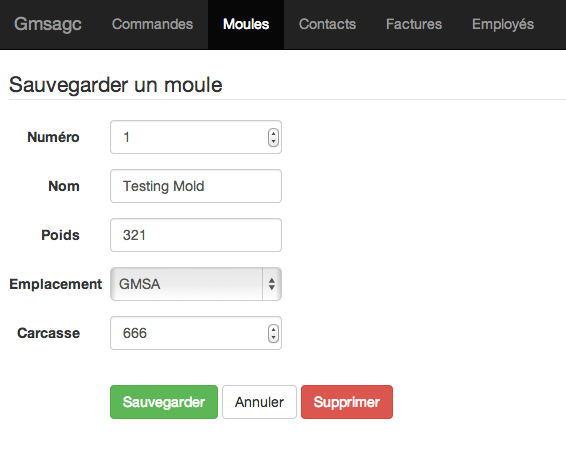 Gmsagc Commandes Moules Contacts Factures Employés
Sauvegarder un moule
Numéro 1
Nom Testing Mold
Poids 321
Emplacement GMSA
Carcasse 666
Sauvegarder Annuler Supprimer